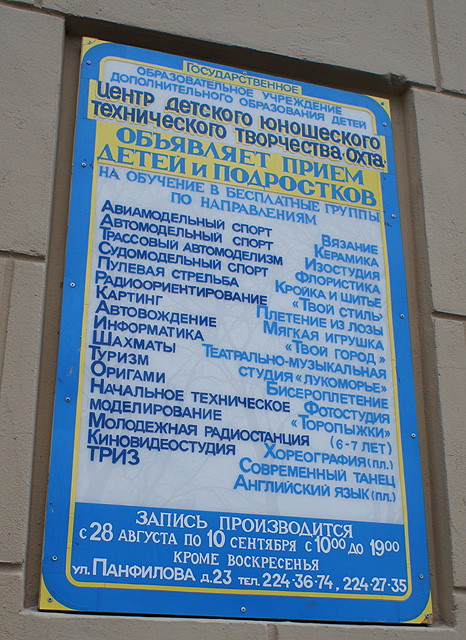 Государственное
образовательное учреждение
дополнительного образования детей
Центр детского юношеского
технического творчества „Охта"
объявляет прием
детей и подростков
на обучение в бесплатные группы
по направлениям
Авиамодельный спорт
Автомодельный спорт
Трассовый автомоделизм
Судомодельный спорт
Пулевая стрельба
Радиоориентирование
Картинг
Автовождение
Информатика
Шахматы
Туризм
Оригами
Начальное техническое
моделирование
Молодежная радиостанция
Киновидеостудия
ТРИЗ
Вязание
Керамика
Изостудия
Флористика
Кройка и шитье
«Твой стиль»
Плетение из лозы
Мягкая игрушка
«Твой город»
Театрально-музыкальная
студия «Лукоморье»
Бисероплетение
Фотостудия
«Торопыжки»
(6-7 лет)
Хореография (пл.)
Современный танец
Английский язык (пл.)
Запись производится
с 28 августа по 10 сентября с 10⁰⁰ до 19⁰⁰
кроме воскресенья
ул. Панфилова д.23 тел. 224-36-74, 224-27-35